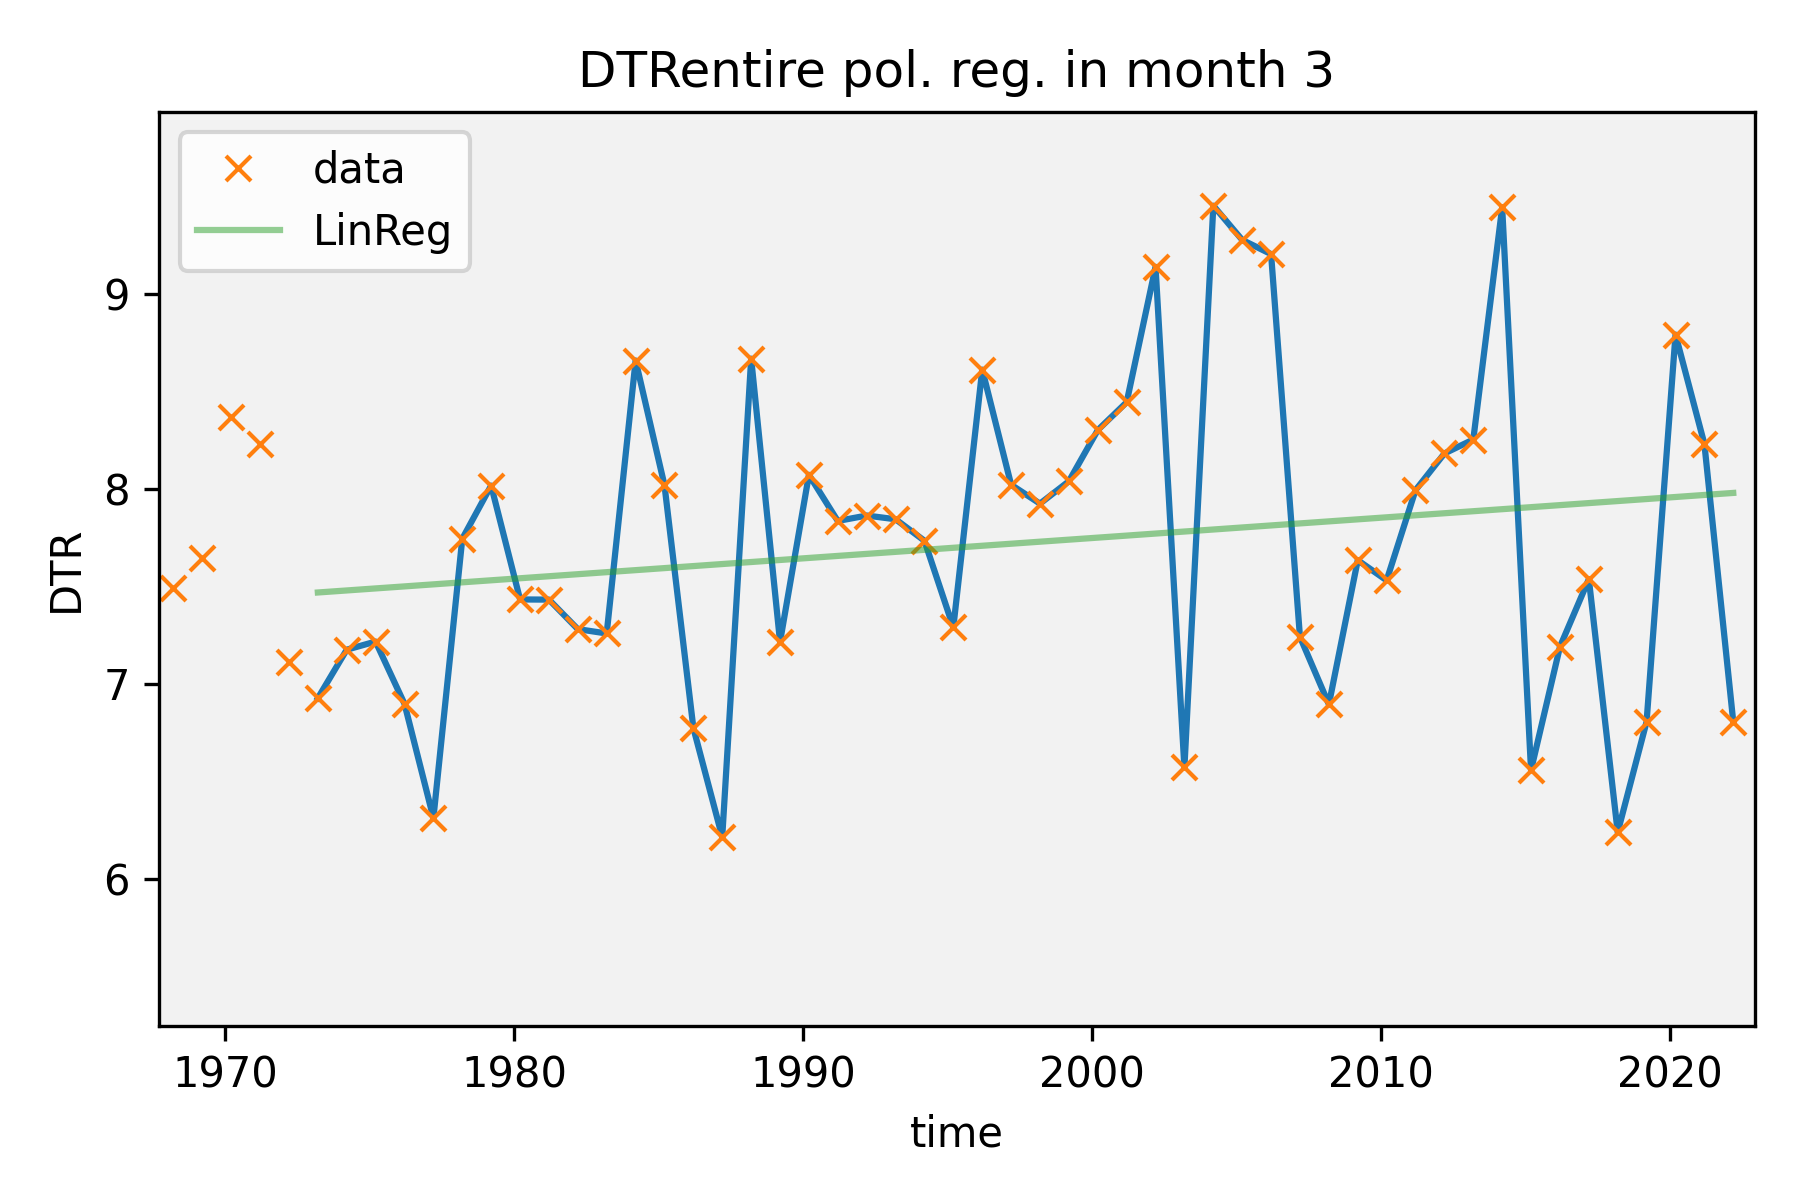 DTRentire pol. reg. in month 3
data
LinReg
DTR
9
8
7
6
1970 1980 1990 2000 2010 2020
time